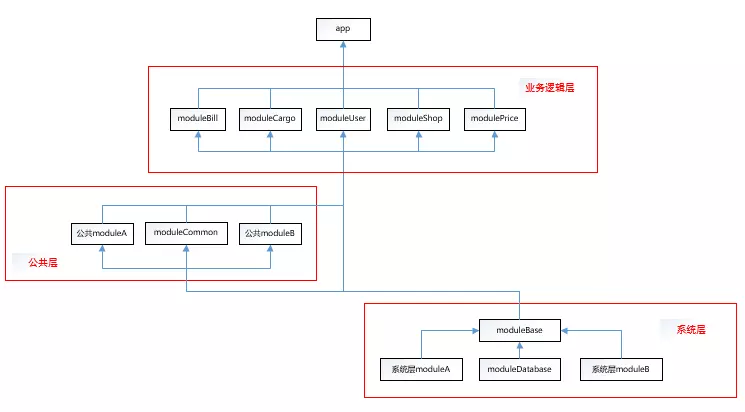 app
业务逻辑层
moduleBill
moduleCargo
moduleUser
moduleShop
modulePrice
公共moduleA
moduleCommon
公共moduleB
公共层
moduleBase
系统层
系统层moduleA
moduleDatabase
系统层moduleB